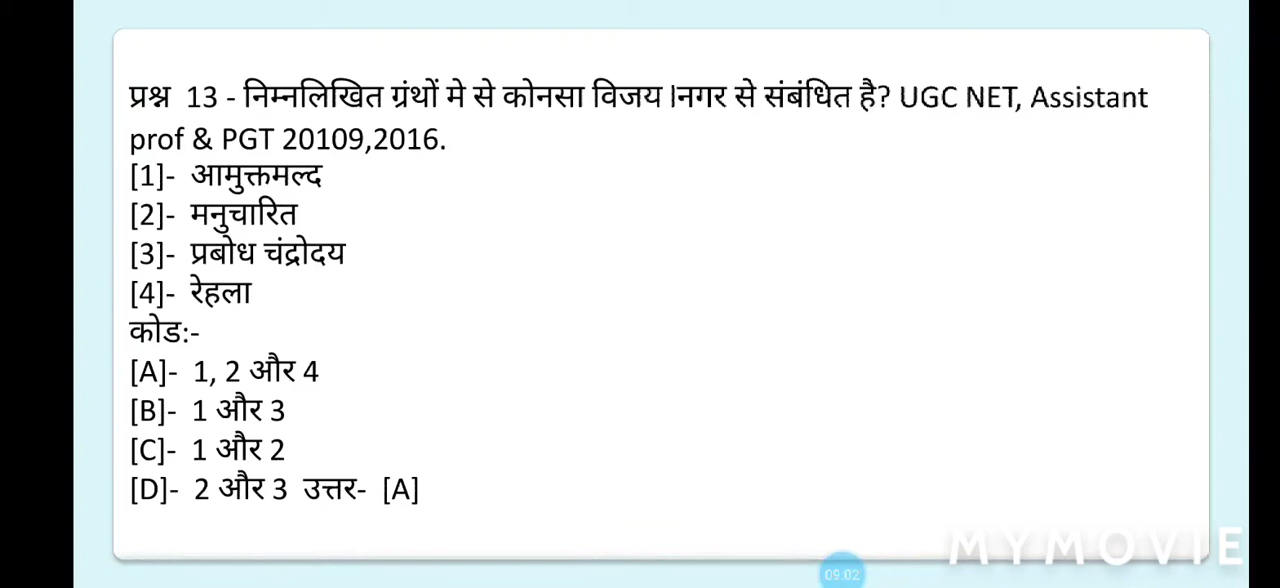 प्रश्न 13 - निम्नलिखित ग्रंथों मे से कोनसा विजय lनगर से संबंधित है? UGC NET, Assistant
prof & PGT 20109,2016.
[1]- आमुक्तमल्द
[2]- मनुचारित
[3]- प्रबोध चंद्रोदय
[4]- रेहला
कोड:-
[A]- 1, 2 और 4
[B]- 1 और 3
[C]- 1 और 2
[D]- 2 और 3 उत्तर- [A]
MYMOVIE
09:02